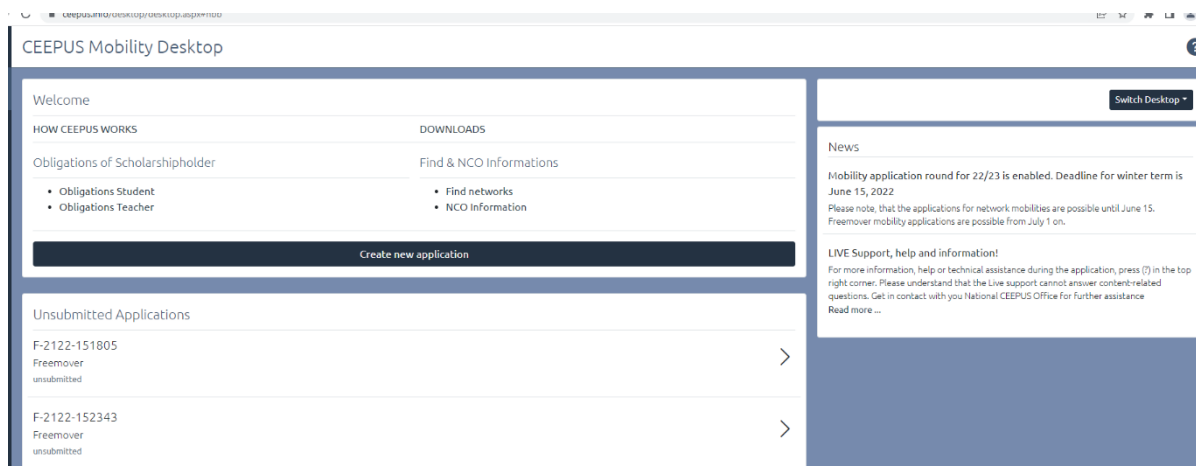 ceepus.info/desktop/desktop.aspx#nbb
CEEPUS Mobility Desktop
?
Welcome
HOW CEEPUS WORKS
DOWNLOADS
Obligations of Scholarshipholder
Find & NCO Informations
• Obligations Student
• Obligations Teacher
• Find networks
• NCO Information
Create new application
Unsubmitted Applications
F-2122-151805
Freemover
unsubmitted
F-2122-152343
Freemover
unsubmitted
Switch Desktop
News
Mobility application round for 22/23 is enabled. Deadline for winter term is
June 15, 2022
Please note, that the applications for network mobilities are possible until June 15.
Freemover mobility applications are possible from July 1 on.
LIVE Support, help and information!
For more information, help or technical assistance during the application, press (?) in the top
right corner. Please understand that the Live support cannot answer content-related
questions. Get in contact with you National CEEPUS Office for further assistance
Read more ...